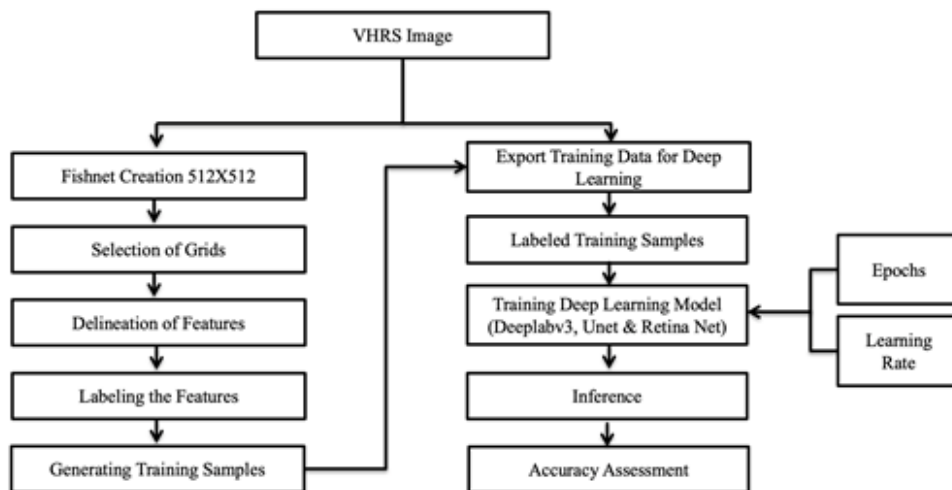 VHRS Image
Fishnet Creation 512X512
Selection of Grids
Delineation of Features
Labeling the Features
Generating Training Samples
Export Training Data for Deep
Learning
Labeled Training Samples
Training Deep Learning Model
(Deeplabv3, Unet & Retina Net)
Inference
Accuracy Assessment
Epochs
Learning
Rate